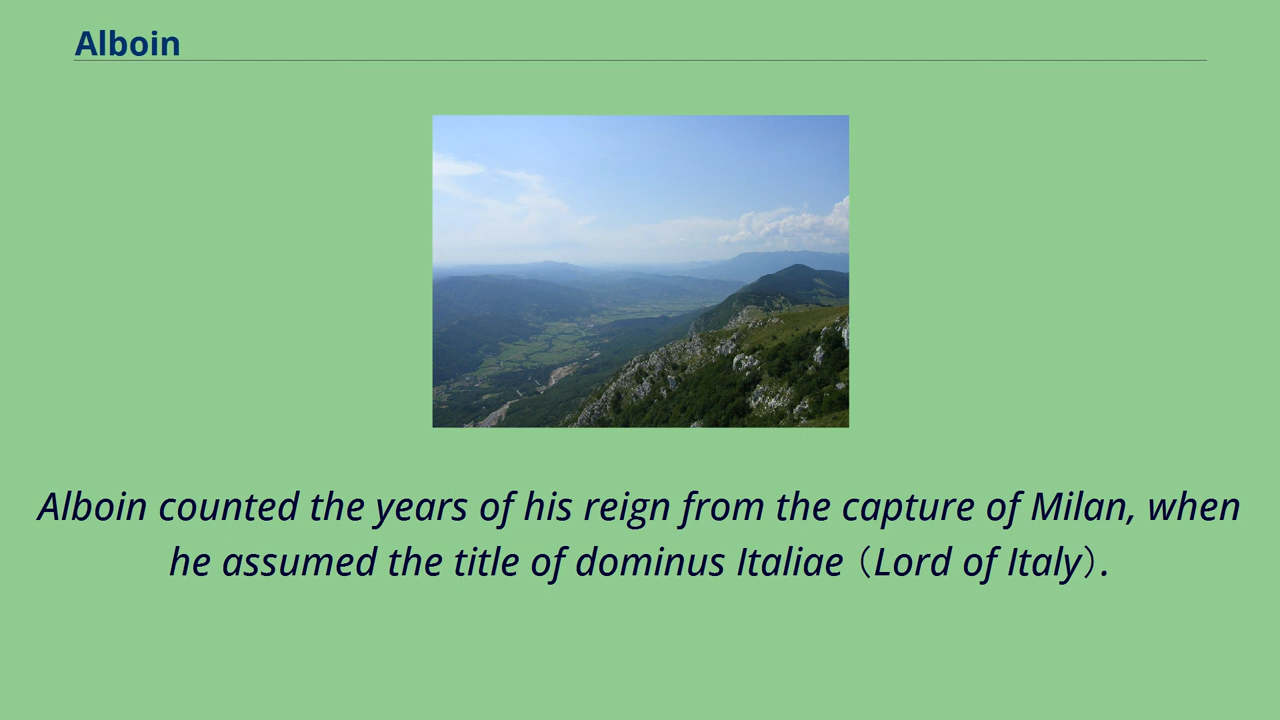 Alboin
Alboin counted the years of his reign from the capture of Milan, when
he assumed the title of dominus Italiae（Lord of Italy）.